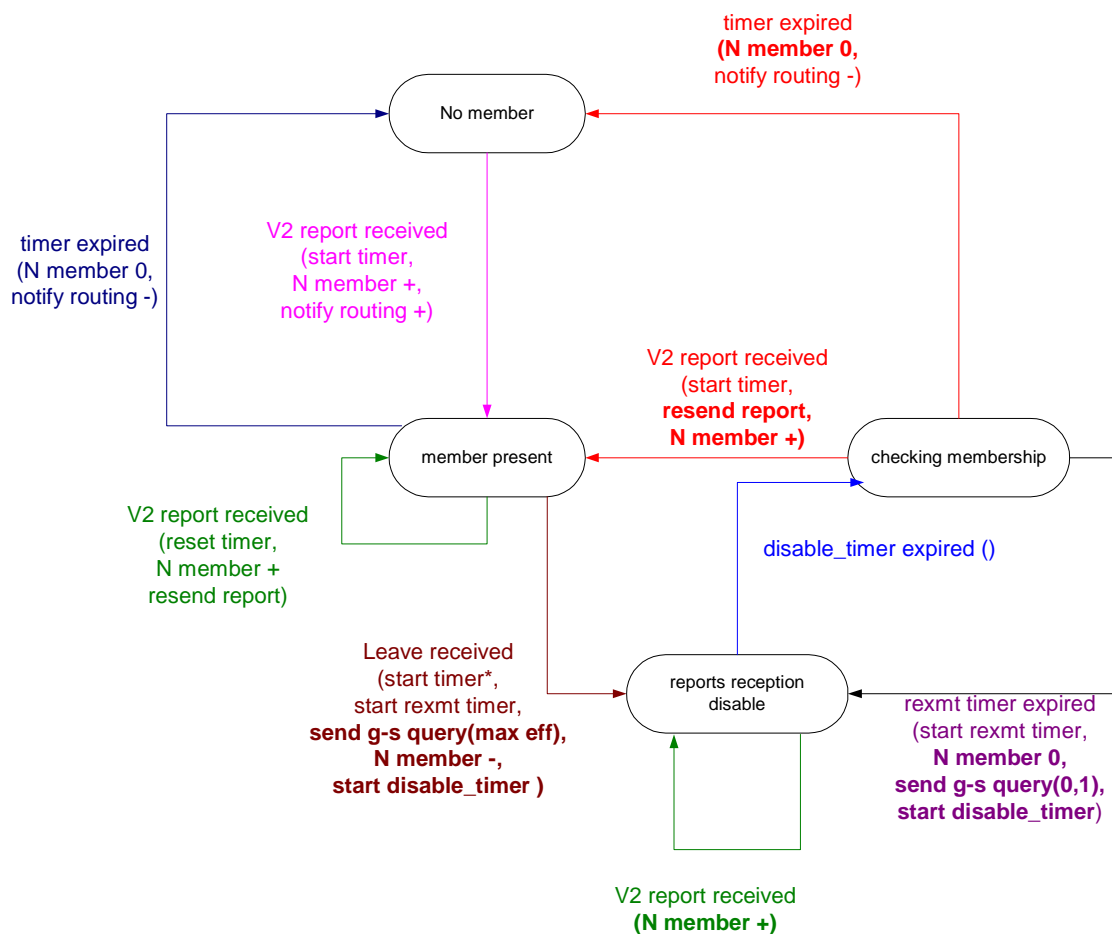 timer expired
(N member 0,
notify routing -)
No member
V2 report received
(start timer,
N member +,
notify routing +)
timer expired
(N member 0,
notify routing -)
V2 report received
(start timer,
resend report,
N member +)
member present
checking membership
V2 report received
(reset timer,
N member +
resend report)
disable_timer expired ()
Leave received
(start timer*,
start rexmt timer,
send g-s query(max eff),
N member -,
start disable_timer )
reports reception
disable
rexmt timer expired
(start rexmt timer,
N member 0,
send g-s query(0,1),
start disable_timer)
V2 report received
(N member +)